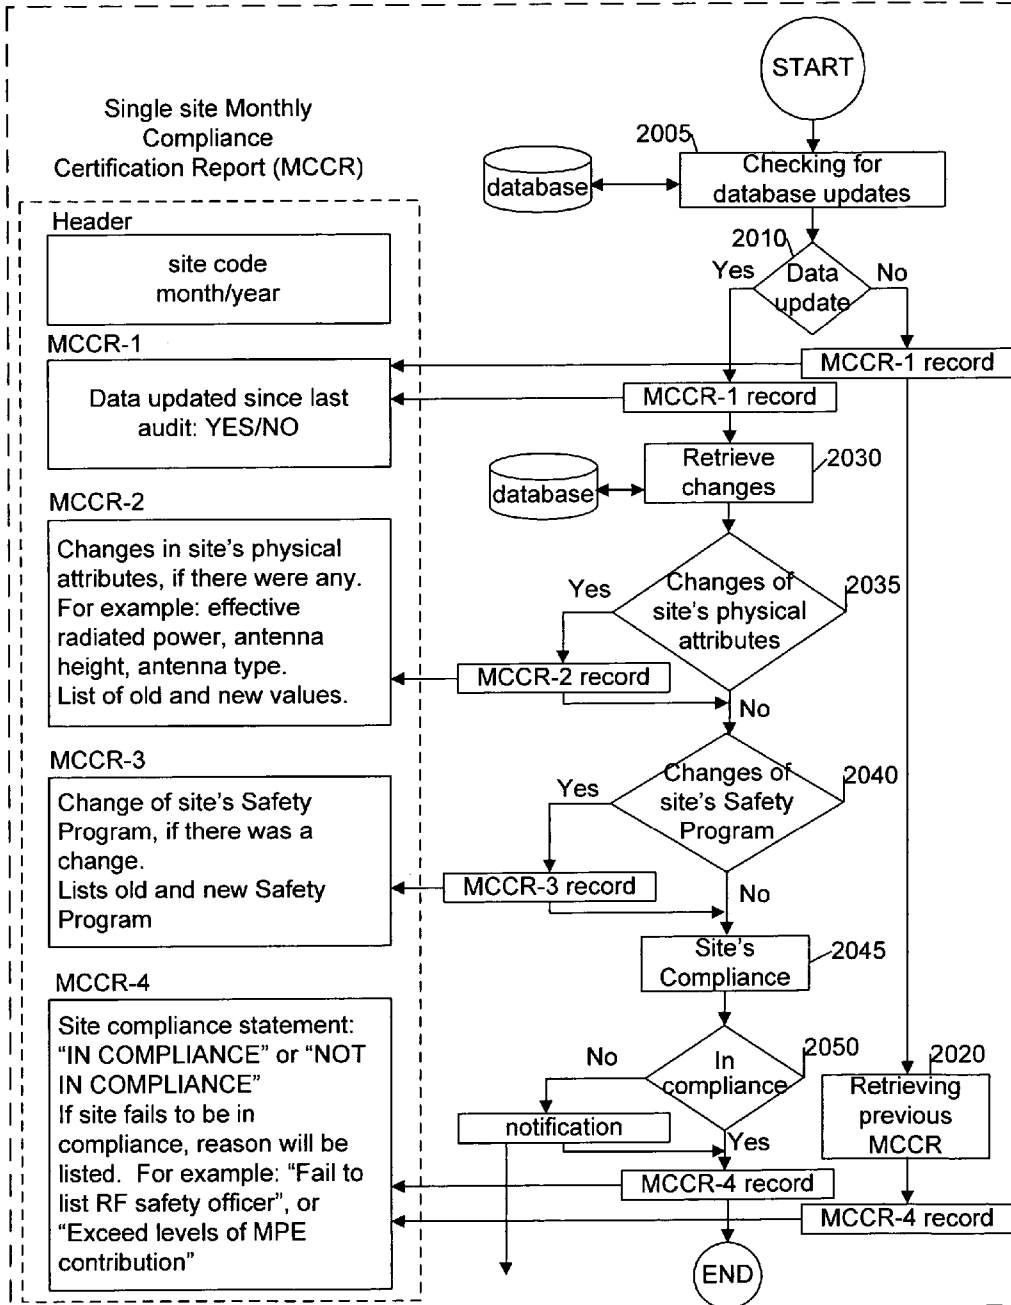 START
Single site Monthly
Compliance
Certification Report (MCCR)
2005
Checking for
database updates
database
Header
site code
month/year
2010
Yes
Data
update
No
MCCR-1
MCCR-1 record
MCCR-1 record
Data updated since last
audit: YES/NO
Retrieve
changes
2030
database
MCCR-2
Changes in site's physical
attributes, if there were any.
For example: effective
radiated power, antenna
height, antenna type.
List of old and new values.
Yes
Changes of
site's physical
attributes
2035
MCCR-2 record
No
MCCR-3
Change of site's Safety
Program, if there was a
change.
Lists old and new Safety
Program
Yes
Changes of
site's Safety
Program
2040
MCCR-3 record
No
Site's
Compliance
2045
MCCR-4
Site compliance statement:
“IN COMPLIANCE” or “NOT
IN COMPLIANCE”
If site fails to be in
compliance, reason will be
listed.  For example: “Fail to
list RF safety officer”, or
“Exceed levels of MPE
contribution”
No
In
compliance
2050
2020
Retrieving
previous
MCCR
notification
Yes
MCCR-4 record
MCCR-4 record
END